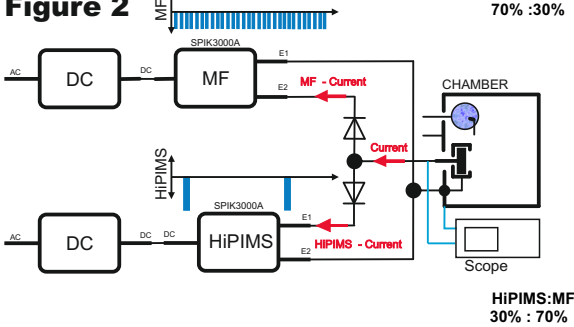 Figure 2
MF
70% :30%
SPIK3000A
E1
AC
DC
DC
MF
E2
MF - Current
CHAMBER
Current
HiPIMS
SPIK3000A
E1
AC
DC
DC
DC
HiPIMS
HIPIMS - Current
E2
Scope
HiPIMS:MF
30% : 70%